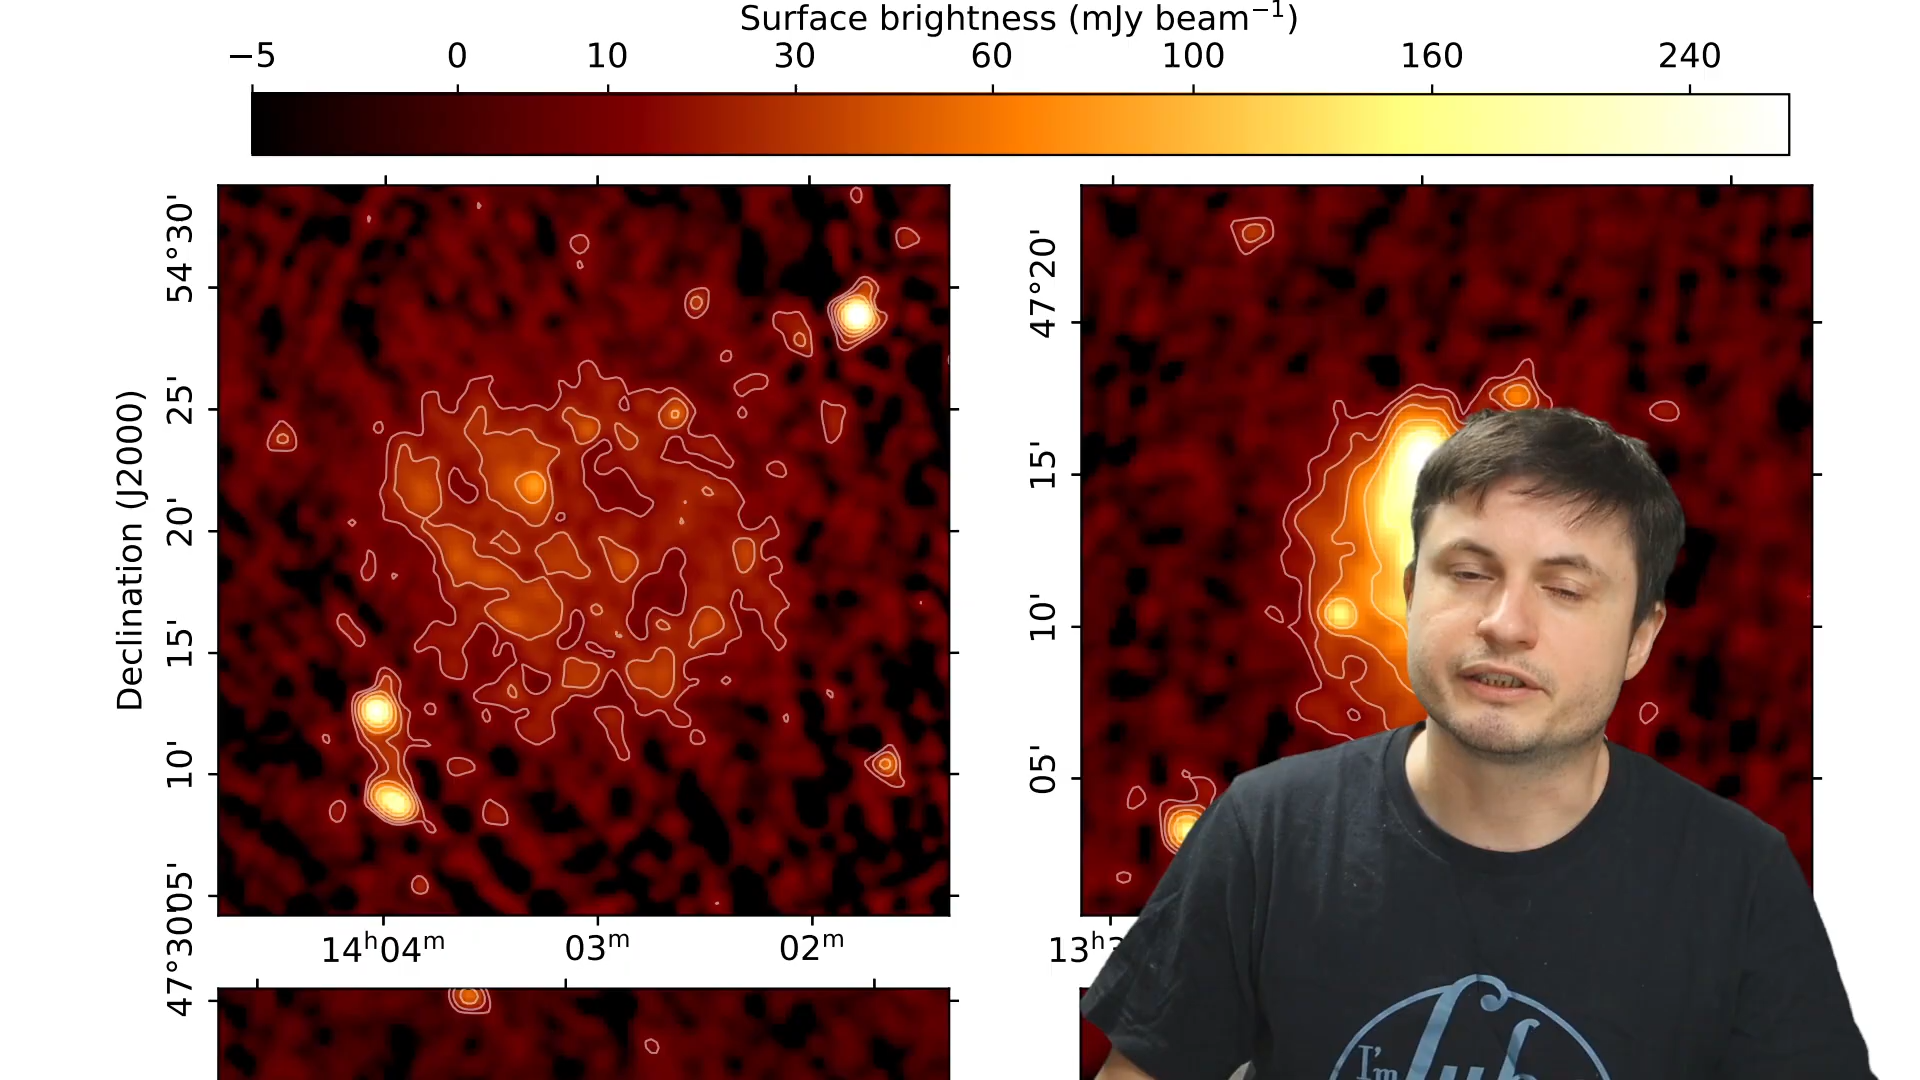 Surface brightness (mJy beam⁻¹)
−5 0 10 30 60 100 160 240
54°30'
25'
20'
15'
10'
05'
Declination (J2000)
14ʰ04ᵐ 03ᵐ 02ᵐ
47°20'
15'
10'
05'
47°30'
I'm